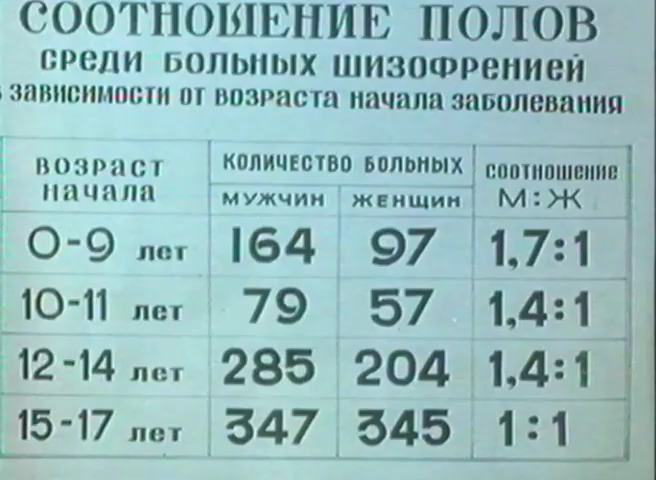 СООТНОШЕНИЕ ПОЛОВ
СРЕДИ БОЛЬНЫХ ШИЗОФРЕНИЕЙ
В ЗАВИСИМОСТИ ОТ ВОЗРАСТА НАЧАЛА ЗАБОЛЕВАНИЯ
ВОЗРАСТ НАЧАЛА КОЛИЧЕСТВО БОЛЬНЫХ СООТНОШЕНИЕ М:Ж
МУЖЧИН ЖЕНЩИН
0-9 лет 164 97 1,7:1
10-11 лет 79 57 1,4:1
12-14 лет 285 204 1,4:1
15-17 лет 347 345 1:1